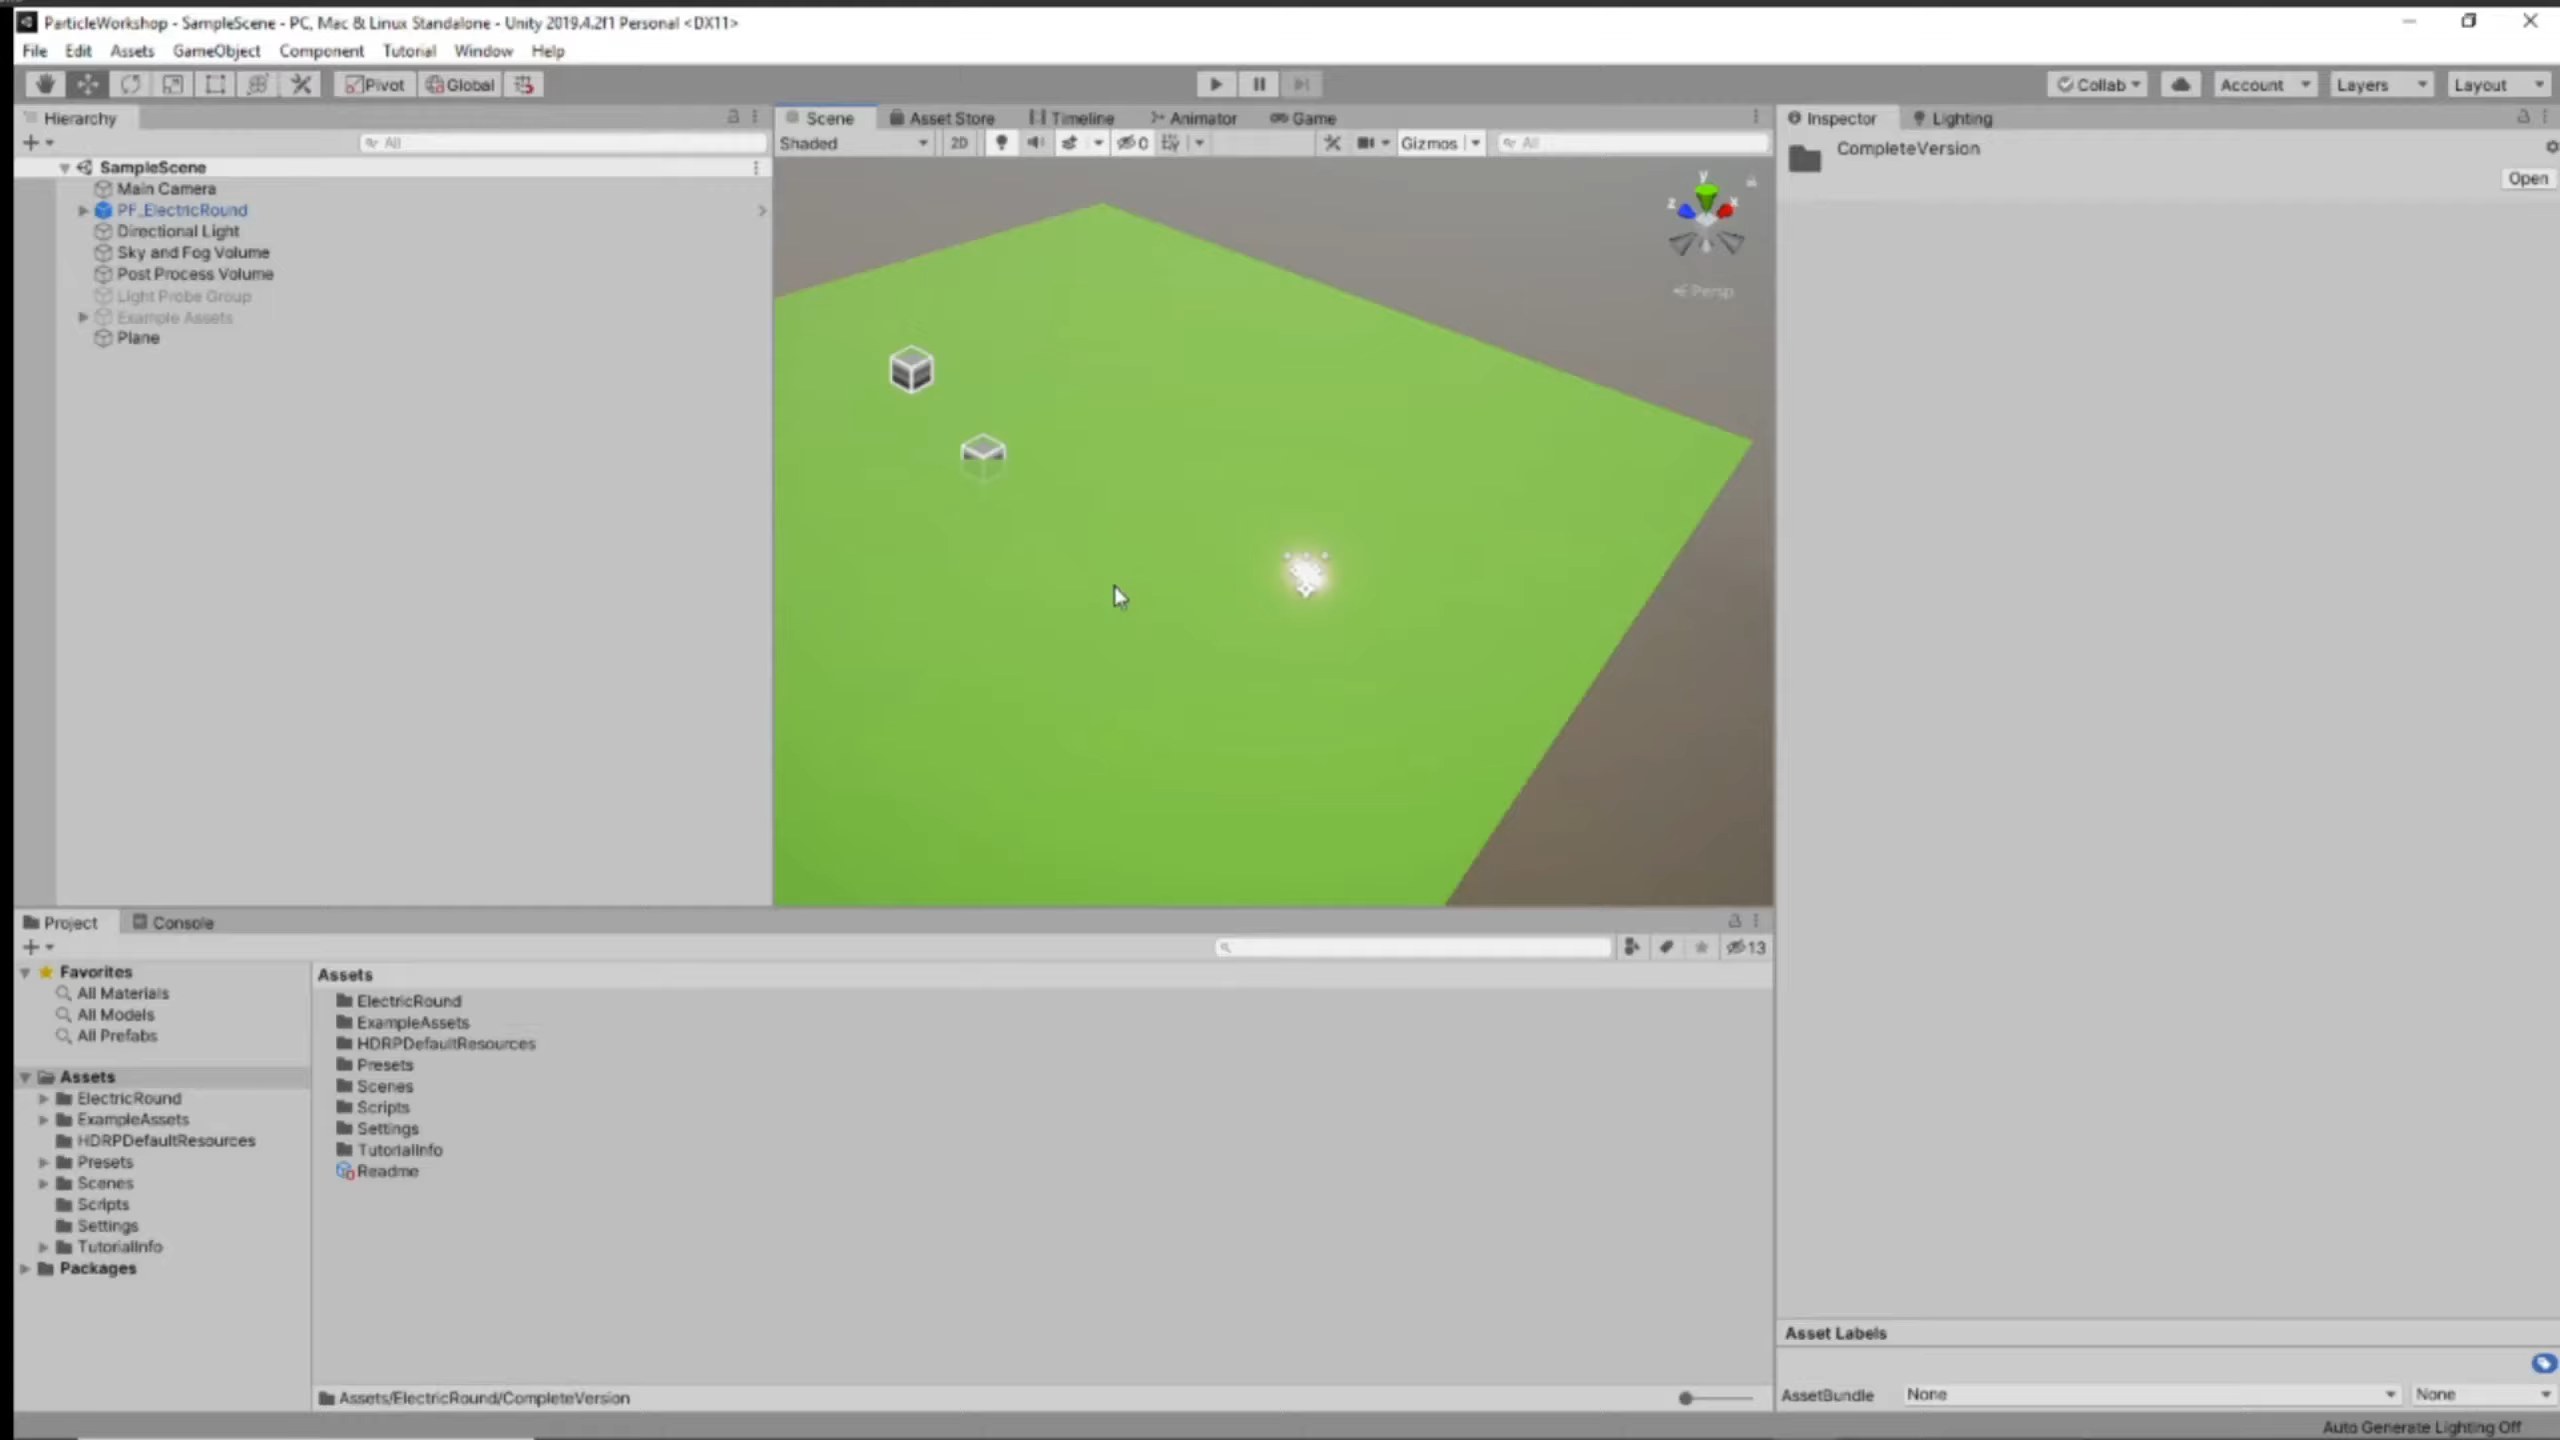 ParticleWorkshop - SampleScene - PC, Mac & Linux Standalone - Unity 2019.4.2f1 Personal <DX11>
File Edit Assets GameObject Component Tutorial Window Help
Pivot Global Collab Account Layers Layout
Hierarchy
All
SampleScene
Main Camera
PF_ElectricRound
Directional Light
Sky and Fog Volume
Post Process Volume
Light Probe Group
Example Assets
Plane
Scene Asset Store Timeline Animator Game
Shaded 2D 0 Gizmos All
y
z x
Persp
Inspector Lighting
CompleteVersion
Open
Project Console
13
Favorites
All Materials
All Models
All Prefabs
Assets
ElectricRound
ExampleAssets
HDRPDefaultResources
Presets
Scenes
Scripts
Settings
TutorialInfo
Packages
Assets
ElectricRound
ExampleAssets
HDRPDefaultResources
Presets
Scenes
Scripts
Settings
TutorialInfo
Readme
Assets/ElectricRound/CompleteVersion
Asset Labels
AssetBundle None None
Auto Generate Lighting Off